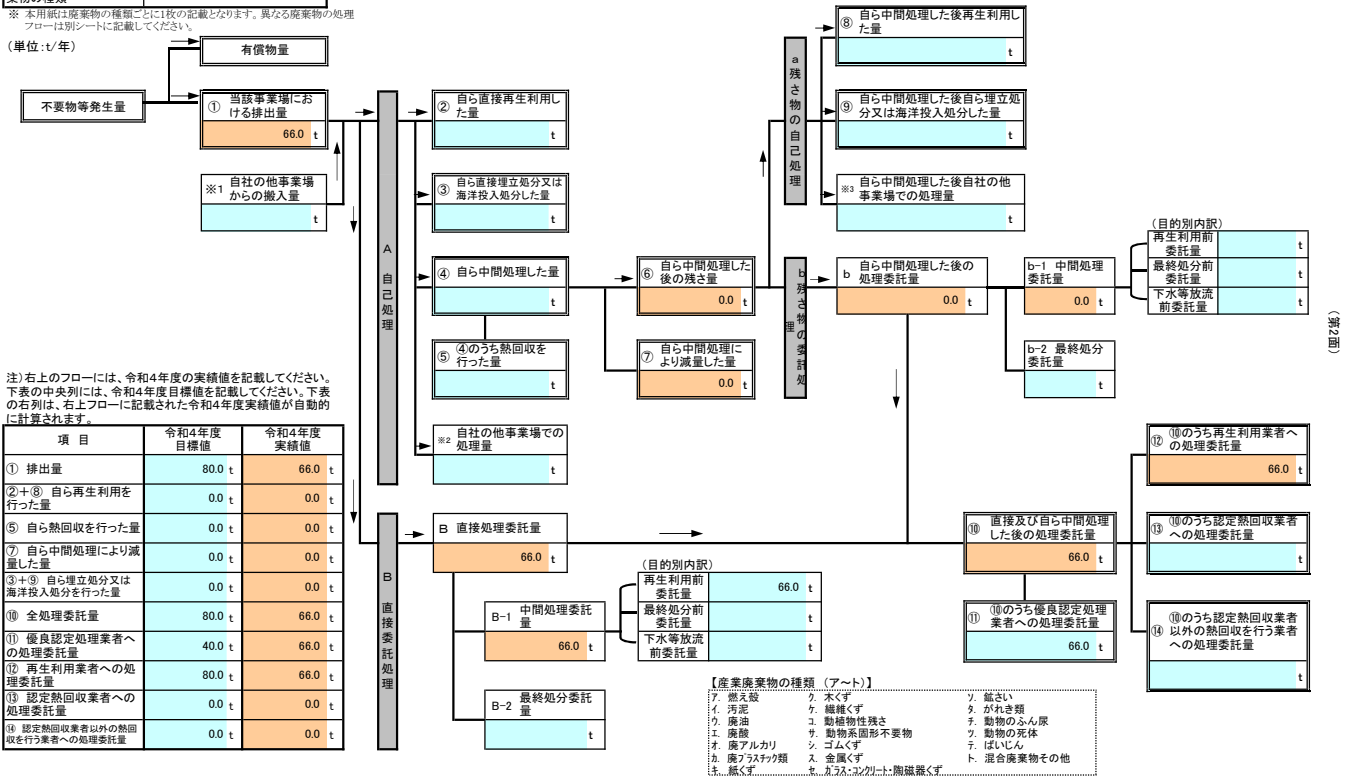 業物の種類
※ 本用紙は廃棄物の種類ごとに1枚の記載となります。異なる廃棄物の処理
フローは別シートに記載してください。
（単位:t/年）
有償物量
不要物等発生量
① 当該事業場にお
ける排出量
66.0 t
※1 自社の他事業場
からの搬入量
t
A 自己処理
② 自ら直接再生利用し
た量
t
③ 自ら直接埋立処分又は
海洋投入処分した量
t
④ 自ら中間処理した量
t
⑤ ④のうち熱回収を
行った量
t
※2 自社の他事業場での
処理量
t
⑥ 自ら中間処理した
後の残さ量
0.0 t
⑦ 自ら中間処理に
より減量した量
0.0 t
a 残さ物の自己処理
⑧ 自ら中間処理した後再生利用し
た量
t
⑨ 自ら中間処理した後自ら埋立処
分又は海洋投入処分した量
t
※3 自ら中間処理した後自社の他
事業場での処理量
t
b 残さ物の委託処理
b 自ら中間処理した後の
処理委託量
0.0 t
b-1 中間処理
委託量
0.0 t
b-2 最終処分
委託量
t
（目的別内訳）
再生利用前
委託量
t
最終処分前
委託量
t
下水等放流
前委託量
t
（第2面）
注）右上のフローには、令和4年度の実績値を記載してください。
下表の中央列には、令和4年度目標値を記載してください。下表
の右列は、右上フローに記載された令和4年度実績値が自動的
に計算されます。
項 目 令和4年度目標値 令和4年度実績値
① 排出量 80.0 t 66.0 t
②＋⑧ 自ら再生利用を
行った量 0.0 t 0.0 t
⑤ 自ら熱回収を行った量 0.0 t 0.0 t
⑦ 自ら中間処理により減
量した量 0.0 t 0.0 t
③＋⑨ 自ら埋立処分又は
海洋投入処分を行った量 0.0 t 0.0 t
⑩ 全処理委託量 80.0 t 66.0 t
⑪ 優良認定処理業者へ
の処理委託量 40.0 t 66.0 t
⑫ 再生利用業者への処
理委託量 80.0 t 66.0 t
⑬ 認定熱回収業者への
処理委託量 0.0 t 0.0 t
⑭ 認定熱回収業者以外の熱回
収を行う業者への処理委託量 0.0 t 0.0 t
B 直接委託処理
B 直接処理委託量
66.0 t
B-1 中間処理委託
量
66.0 t
B-2 最終処分委託
量
t
（目的別内訳）
再生利用前
委託量
66.0 t
最終処分前
委託量
t
下水等放流
前委託量
t
⑩ 直接及び自ら中間処理
した後の処理委託量
66.0 t
⑪ ⑩のうち優良認定処理
業者への処理委託量
66.0 t
⑫ ⑩のうち再生利用業者へ
の処理委託量
66.0 t
⑬ ⑩のうち認定熱回収業者
への処理委託量
t
⑭ ⑩のうち認定熱回収業者
以外の熱回収を行う業者
への処理委託量
t
【産業廃棄物の種類 （ア～ト）】
ア. 燃え殻 ク. 木くず ソ. 鉱さい
イ. 汚泥 ケ. 繊維くず タ. がれき類
ウ. 廃油 コ. 動植物性残さ チ. 動物のふん尿
エ. 廃酸 サ. 動物系固形不要物 ツ. 動物の死体
オ. 廃アルカリ シ. ゴムくず テ. ばいじん
カ. 廃プラスチック類 ス. 金属くず ト. 混合廃棄物その他
キ. 紙くず セ. ガラス・コンクリート・陶磁器くず